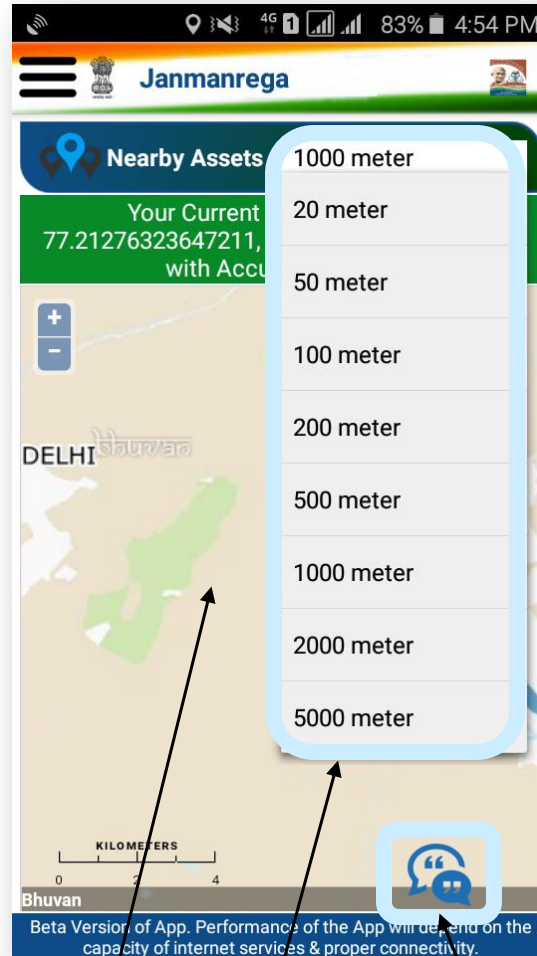 4G 1 83% 4:54 PM
Janmanrega
Nearby Assets 1000 meter
Your Current
77.21276323647211,
with Accu
20 meter
50 meter
100 meter
200 meter
500 meter
1000 meter
2000 meter
5000 meter
+
-
bhuvan
DELHI
KILOMETERS
0 2 4
Bhuvan
Beta Version of App. Performance of the App will depend on the
capacity of internet services & proper connectivity.